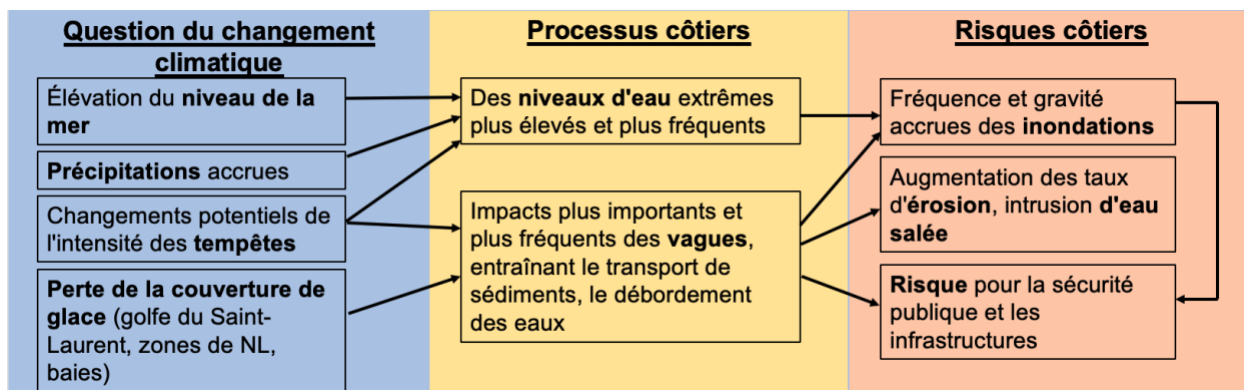 Question du changement
climatique
Élévation du niveau de la
mer
Précipitations accrues
Changements potentiels de
l'intensité des tempêtes
Perte de la couverture de
glace (golfe du Saint-
Laurent, zones de NL,
baies)
Processus côtiers
Des niveaux d'eau extrêmes
plus élevés et plus fréquents
Impacts plus importants et
plus fréquents des vagues,
entraînant le transport de
sédiments, le débordement
des eaux
Risques côtiers
Fréquence et gravité
accrues des inondations
Augmentation des taux
d'érosion, intrusion d'eau
salée
Risque pour la sécurité
publique et les
infrastructures